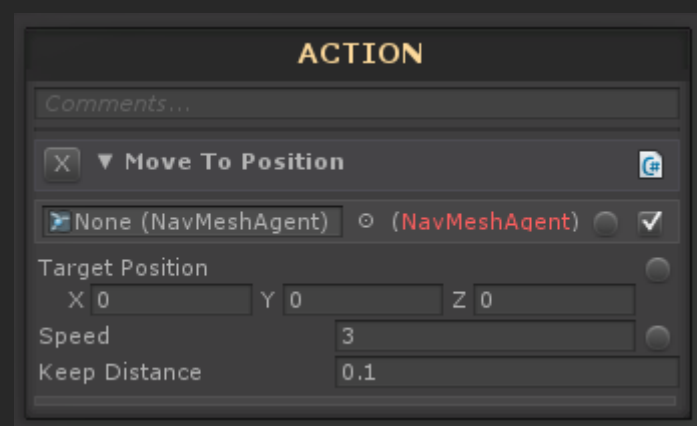 ACTION
Comments...
X ▼ Move To Position C#
None (NavMeshAgent) (NavMeshAgent)
Target Position
X 0 Y 0 Z 0
Speed 3
Keep Distance 0.1